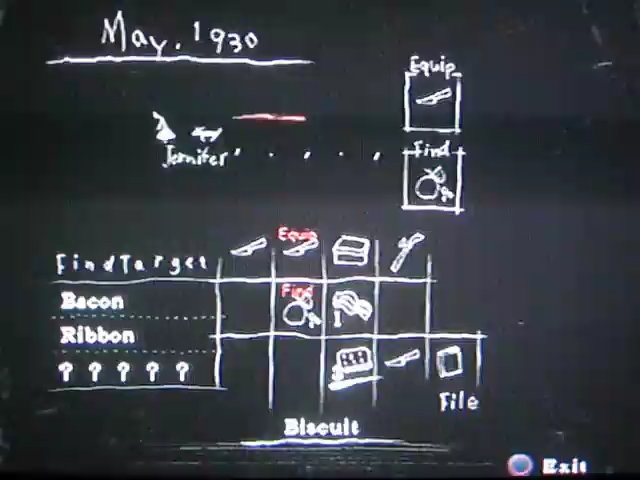 May. 1930
Equip
Jennifer
Find
Equip
FindTarget
Find
Bacon
Ribbon
? ? ? ? ?
File
Biscuit
Exit